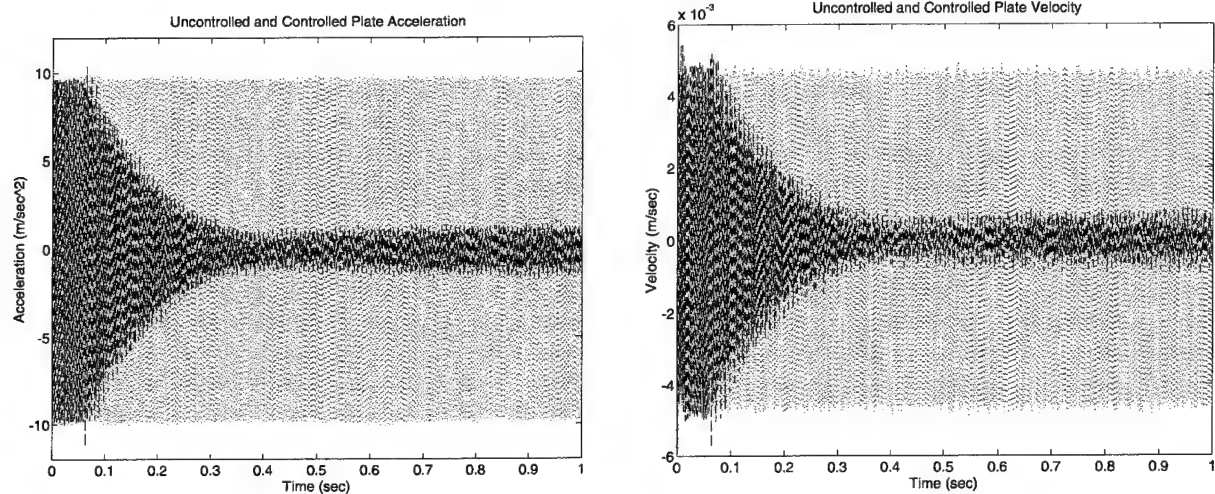 Uncontrolled and Controlled Plate Acceleration
10
5
0
-5
-10
Acceleration (m/sec^2)
0 0.1 0.2 0.3 0.4 0.5 0.6 0.7 0.8 0.9 1
Time (sec)
Uncontrolled and Controlled Plate Velocity
x 10^-3
6
4
2
0
-2
-4
-6
Velocity (m/sec)
0 0.1 0.2 0.3 0.4 0.5 0.6 0.7 0.8 0.9 1
Time (sec)